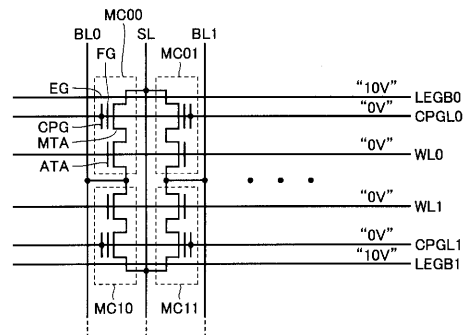 MC00
BL0 SL BL1
FG MC01
EG
"10V" LEGB0
"0V" CPGL0
CPG
MTA
"0V" WL0
ATA
"0V" WL1
"0V" CPGL1
"10V" LEGB1
MC10 MC11